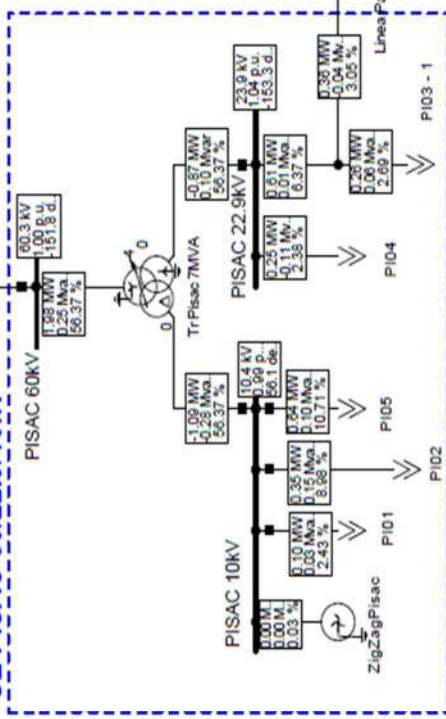 PISAC 60kV
60.3 kV
1.00 p.u.
-151.8 d..
1.98 MW
0.25 Mva..
56.37 %
0
4
0
Tr Pisac 7MVA
-1.09 MW
-0.28 Mva..
56.37 %
-0.87 MW
0.10 Mvar
56.37 %
PISAC 10kV
10.4 kV
0.99 p...
56.1 de..
0.00 M..
0.00 M..
0.03 %
ZigZagPisac
0.10 MW
0.03 Mva..
2.43 %
PI01
0.35 MW
0.15 Mva..
8.98 %
PI02
0.64 MW
0.10 Mva..
10.71 %
PI05
PISAC 22.9kV
23.9 kV
1.04 p.u.
-153.3 d..
0.25 MW
-0.11 Mv..
2.38 %
PI04
0.61 MW
0.01 Mva..
6.37 %
0.26 MW
0.06 Mva..
2.69 %
PI03 - 1
0.36 MW
-0.04 Mv..
3.05 %